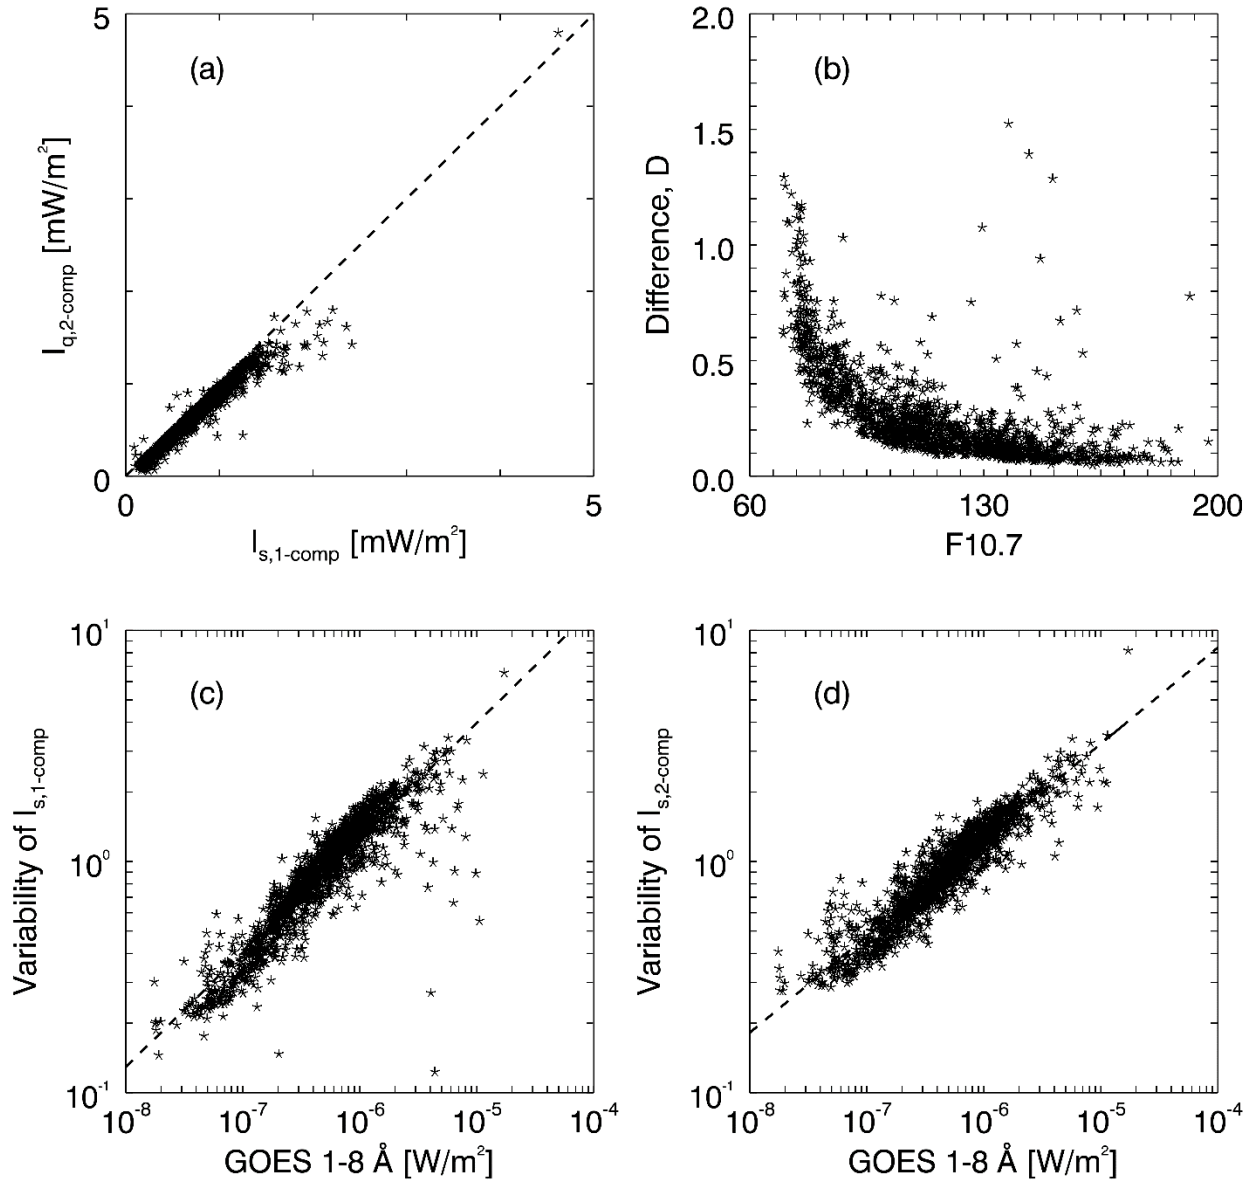 5
(a)
I_q,2-comp [mW/m²]
0
0
5
I_s,1-comp [mW/m²]
2.0
(b)
1.5
Difference, D
1.0
0.5
0.0
60
130
200
F10.7
10¹
(c)
Variability of I_s,1-comp
10⁰
10⁻¹
10⁻⁸
10⁻⁷
10⁻⁶
10⁻⁵
10⁻⁴
GOES 1-8 Å [W/m²]
10¹
(d)
Variability of I_s,2-comp
10⁰
10⁻¹
10⁻⁸
10⁻⁷
10⁻⁶
10⁻⁵
10⁻⁴
GOES 1-8 Å [W/m²]